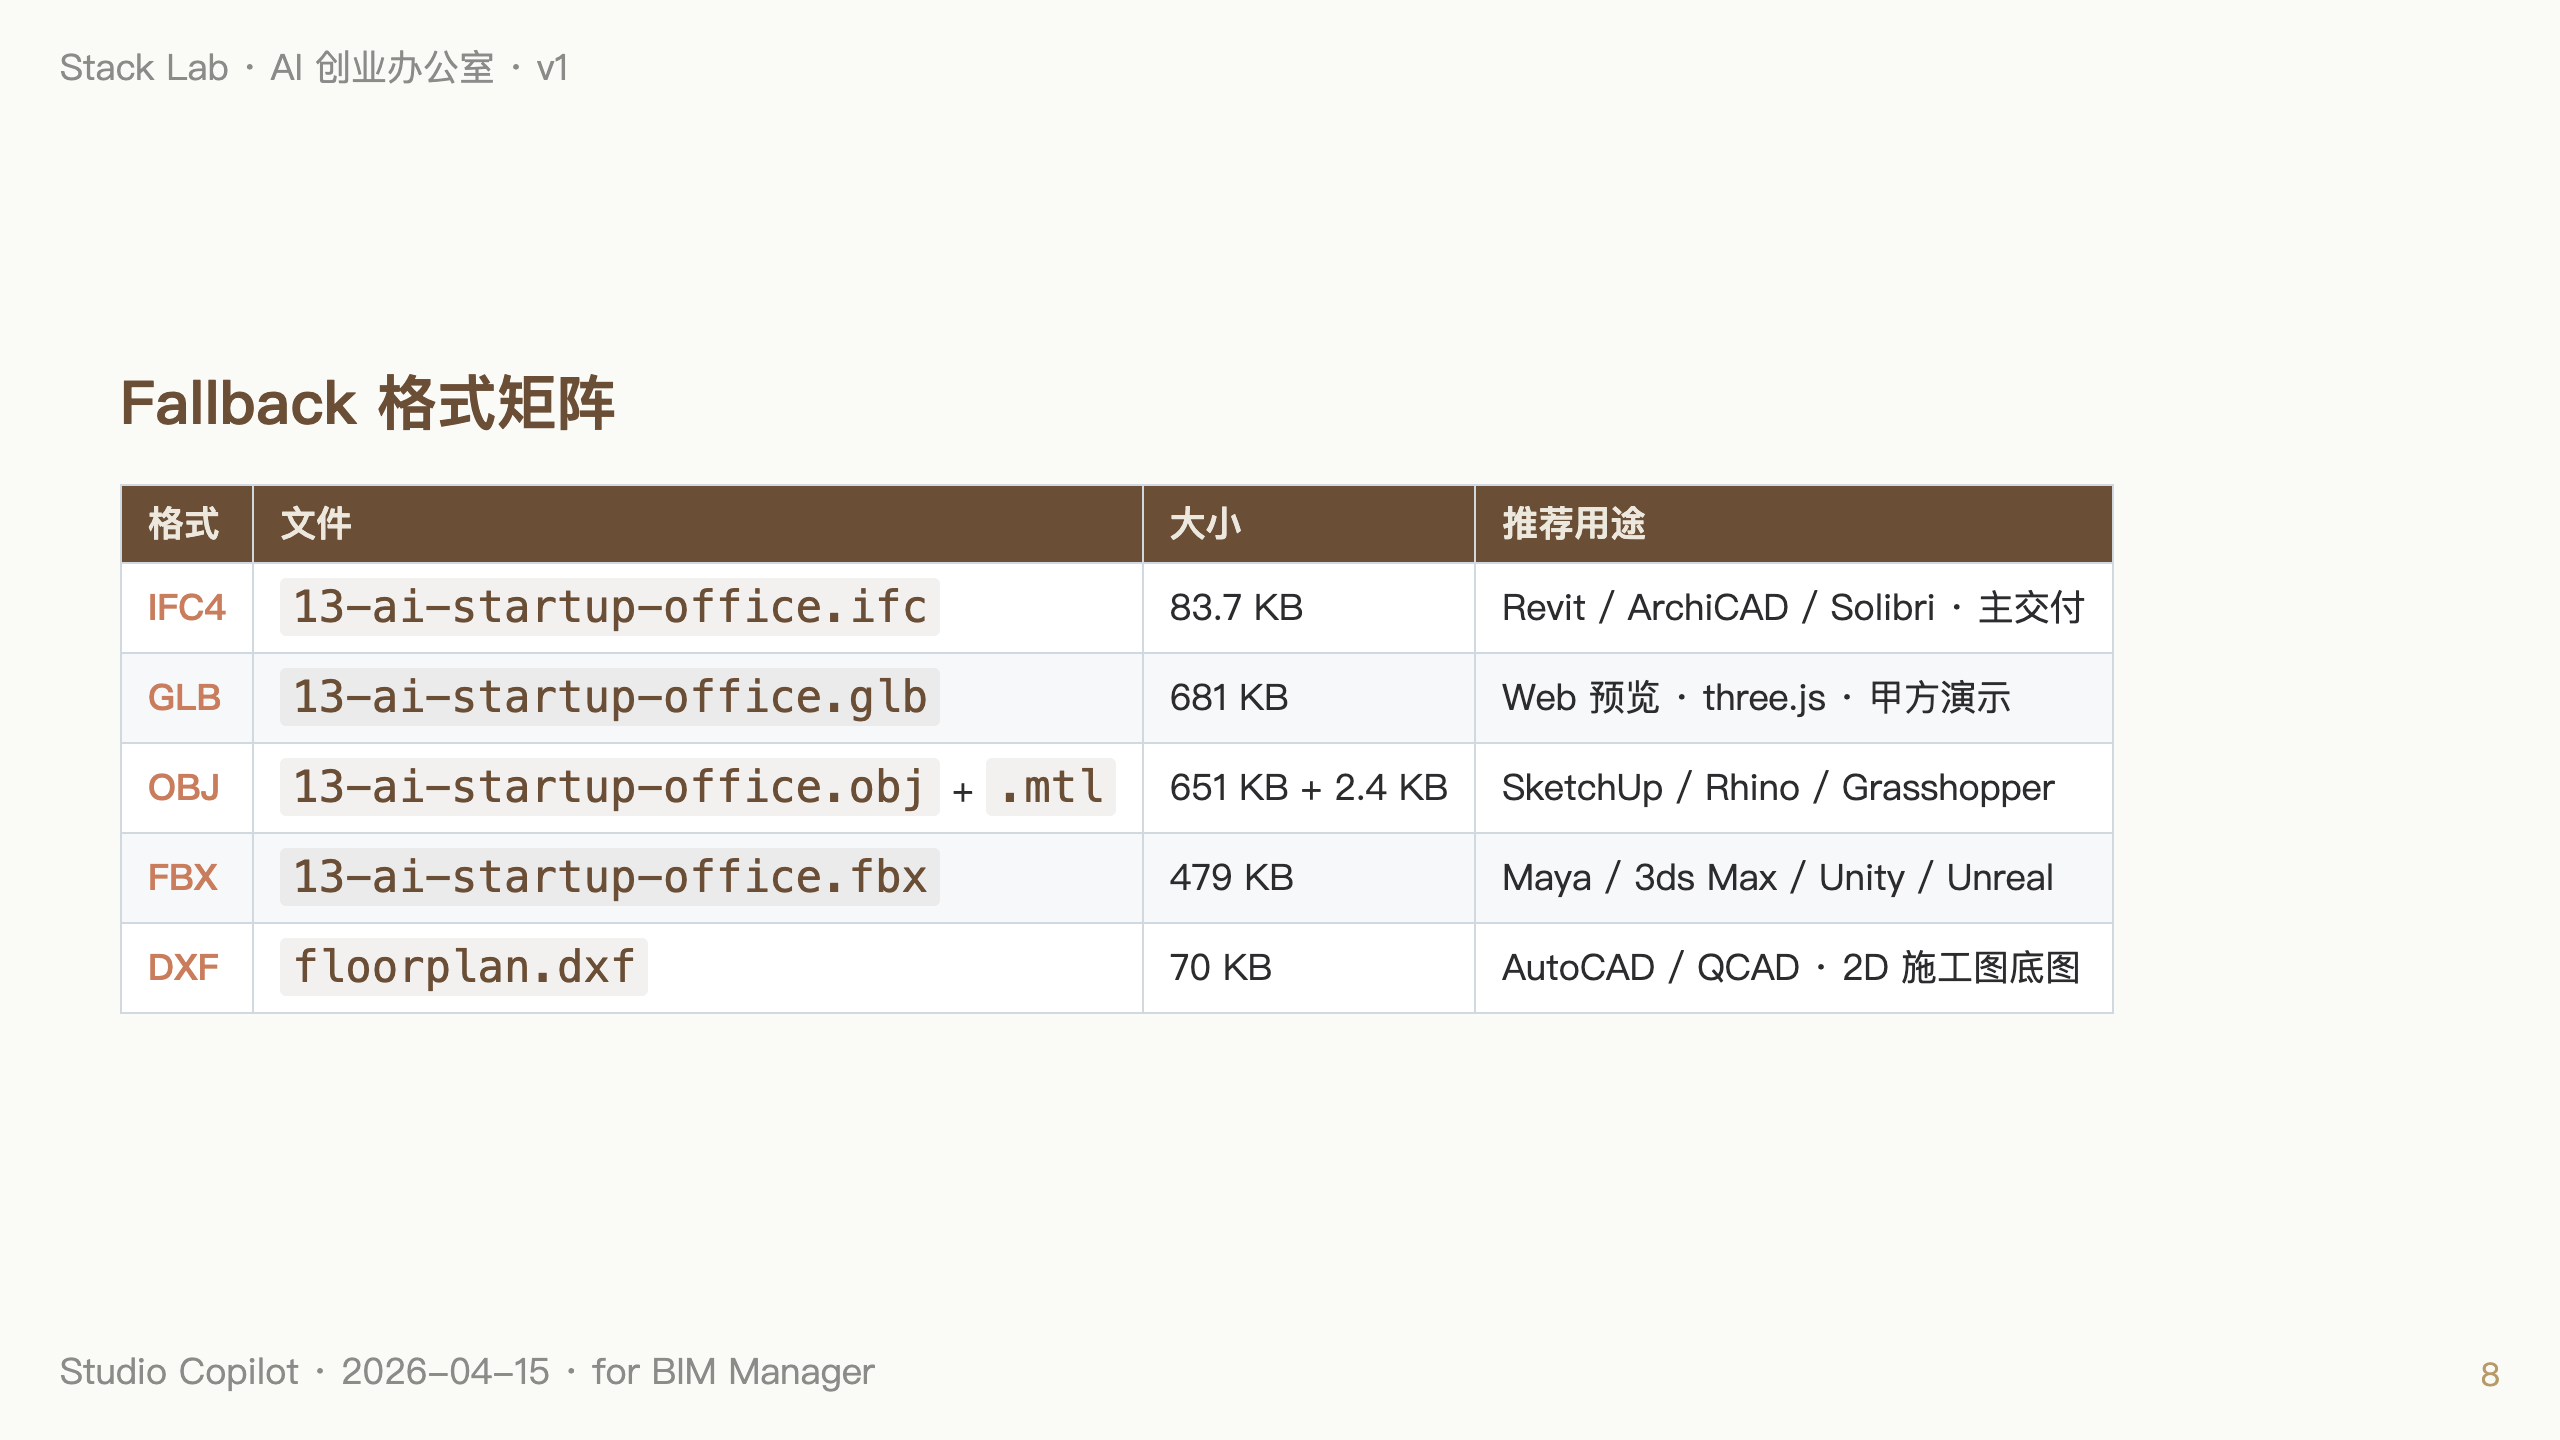 Stack Lab · AI 创业办公室 · v1
Fallback 格式矩阵
格式 文件 大小 推荐用途
IFC4 13-ai-startup-office.ifc 83.7 KB Revit / ArchiCAD / Solibri · 主交付
GLB 13-ai-startup-office.glb 681 KB Web 预览 · three.js · 甲方演示
OBJ 13-ai-startup-office.obj + .mtl 651 KB + 2.4 KB SketchUp / Rhino / Grasshopper
FBX 13-ai-startup-office.fbx 479 KB Maya / 3ds Max / Unity / Unreal
DXF floorplan.dxf 70 KB AutoCAD / QCAD · 2D 施工图底图
Studio Copilot · 2026-04-15 · for BIM Manager
8